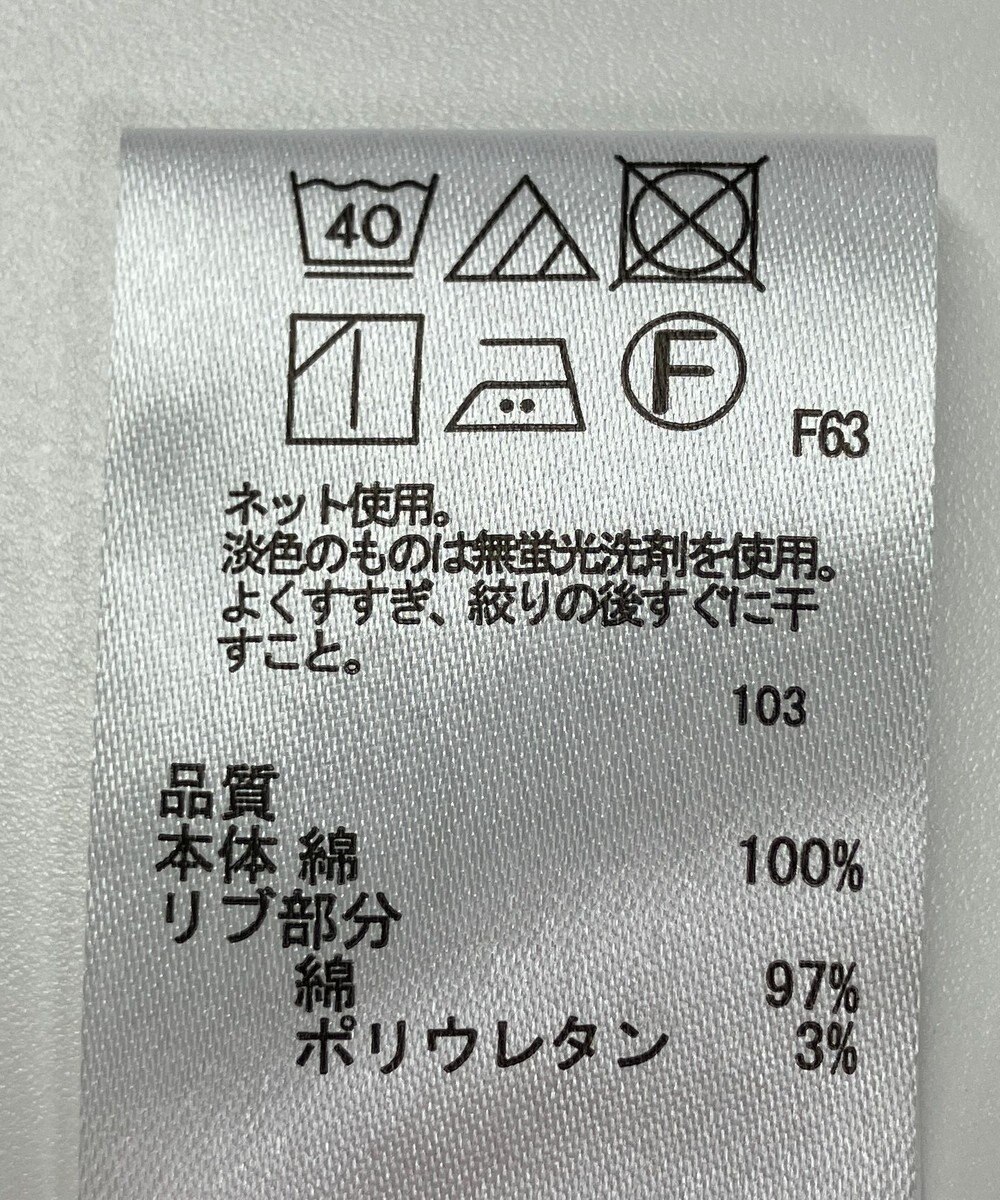 40
F
F63
ネット使用。
淡色のものは無蛍光洗剤を使用。
よくすすぎ、絞りの後すぐに干
すこと。
103
品質
本体 綿 100%
リブ部分
綿 97%
ポリウレタン 3%